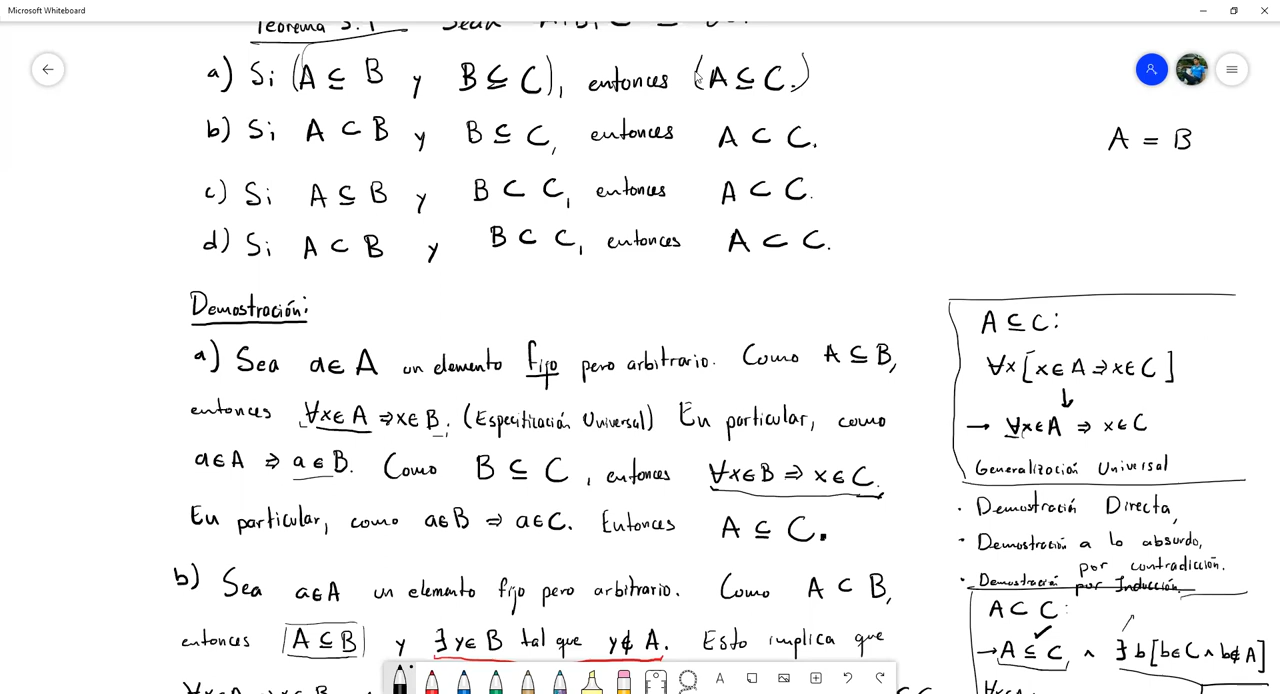 Microsoft Whiteboard
Teorema 3.1 Sean A, B, C ⊆
a) Si (A ⊆ B y B ⊆ C), entonces (A ⊆ C.)
b) Si A ⊂ B y B ⊆ C, entonces A ⊂ C.
c) Si A ⊆ B y B ⊂ C, entonces A ⊂ C.
d) Si A ⊂ B y B ⊂ C, entonces A ⊂ C.
A = B
Demostración:
a) Sea a ∈ A un elemento fijo pero arbitrario. Como A ⊆ B,
entonces ∀x∈A ⇒ x∈B. (Especificación Universal) En particular, como
a∈A ⇒ a∈B. Como B ⊆ C, entonces ∀x∈B ⇒ x∈C.
En particular, como a∈B ⇒ a∈C. Entonces A ⊆ C.
b) Sea a∈A un elemento fijo pero arbitrario. Como A ⊂ B,
entonces A ⊆ B y ∃y∈B tal que y∉A. Esto implica que
A ⊆ C:
∀x[x∈A ⇒ x∈C]
↓
→ ∀x∈A ⇒ x∈C
Generalización Universal
· Demostración Directa,
· Demostración a lo absurdo,
por contradicción.
· Demostración por Inducción.
A ⊂ C:
→ A ⊆ C ∧ ∃b[b∈C ∧ b∉A]